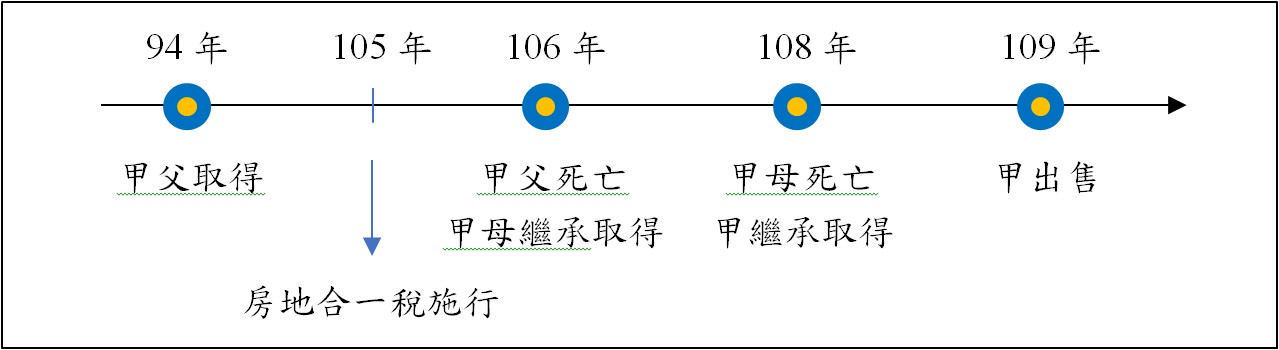 94 年 105 年 106 年 108 年 109 年
甲父取得 甲父死亡 甲母死亡 甲出售
甲母繼承取得 甲繼承取得
房地合一稅施行